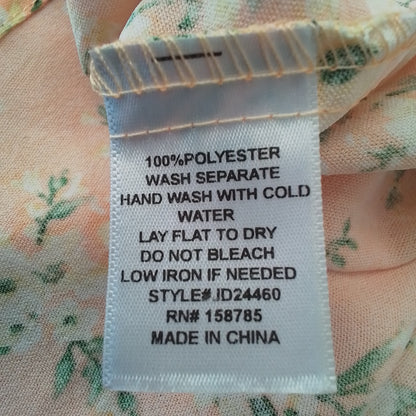 100%POLYESTER
WASH SEPARATE
HAND WASH WITH COLD
WATER
LAY FLAT TO DRY
DO NOT BLEACH
LOW IRON IF NEEDED
STYLE#JD24460
RN# 158785
MADE IN CHINA